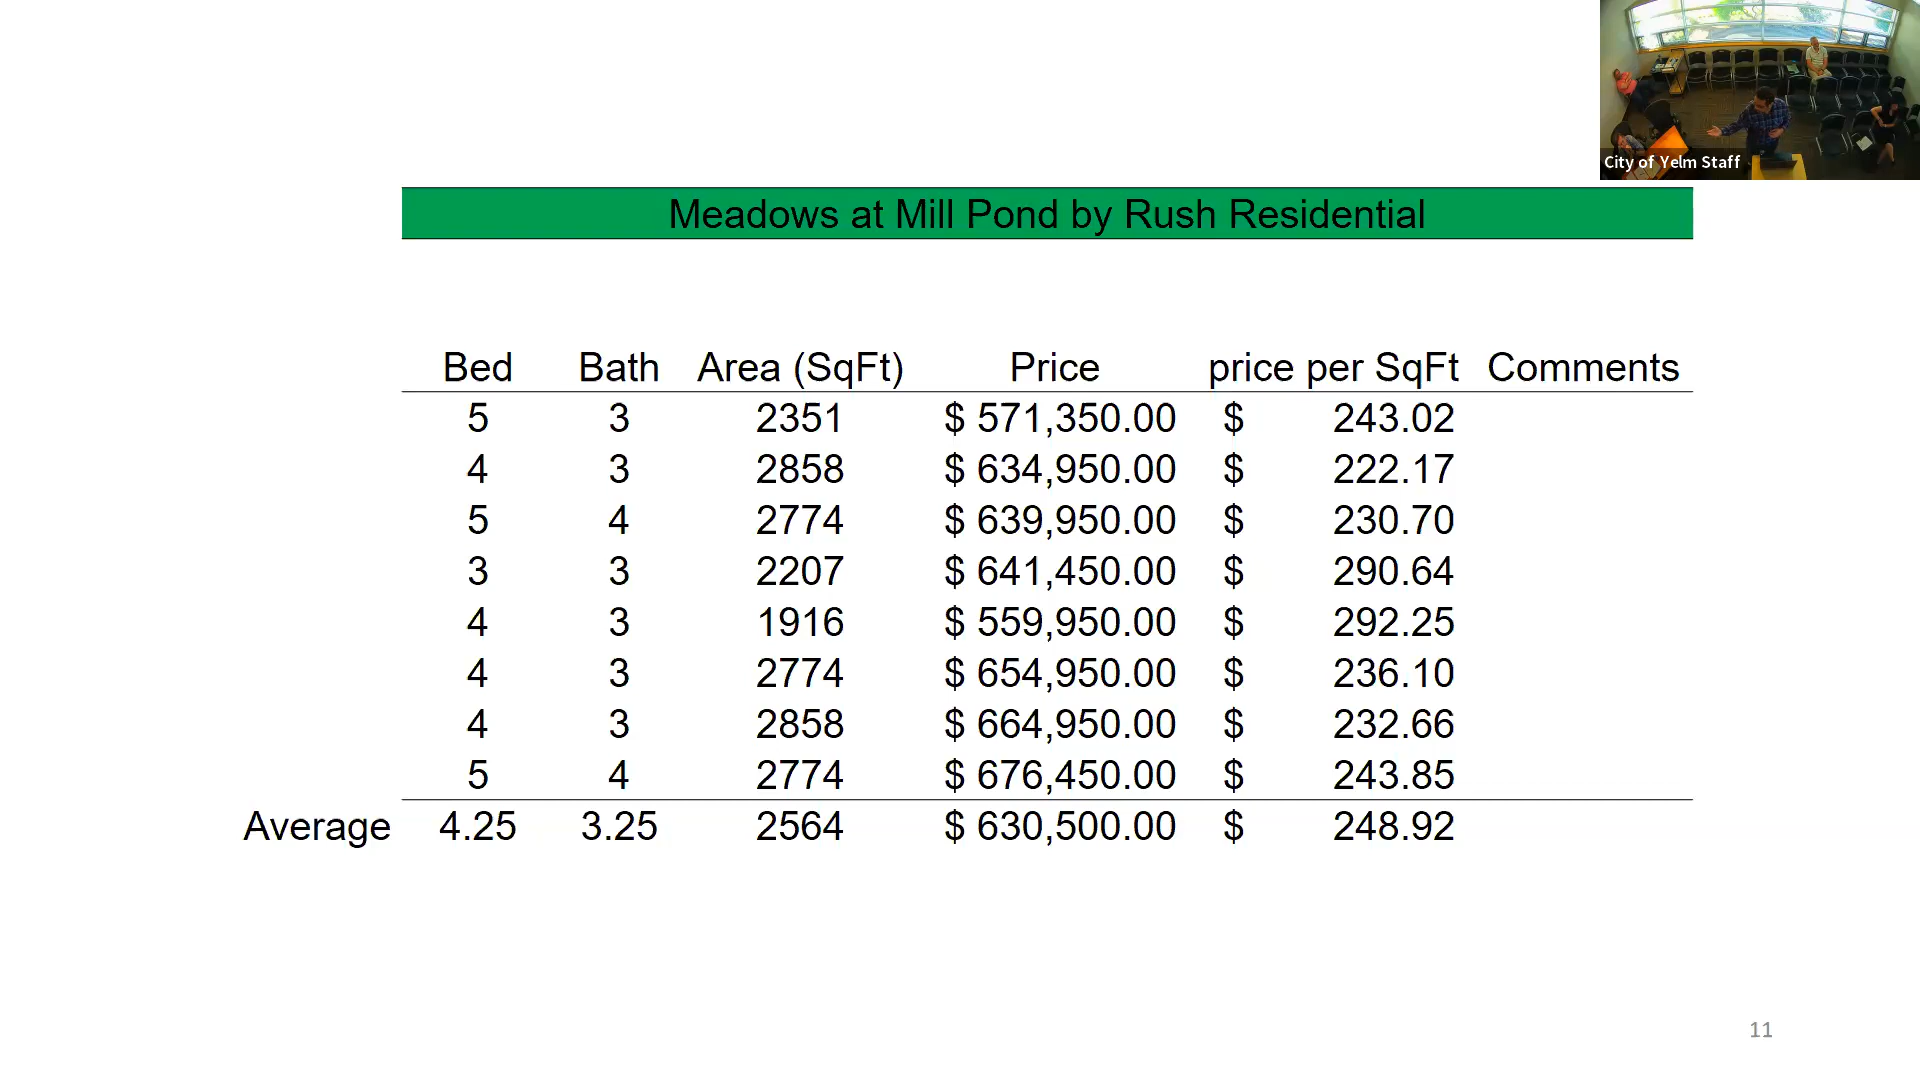 City of Yelm Staff
Meadows at Mill Pond by Rush Residential
Bed Bath Area (SqFt) Price price per SqFt Comments
5 3 2351 $ 571,350.00 $ 243.02
4 3 2858 $ 634,950.00 $ 222.17
5 4 2774 $ 639,950.00 $ 230.70
3 3 2207 $ 641,450.00 $ 290.64
4 3 1916 $ 559,950.00 $ 292.25
4 3 2774 $ 654,950.00 $ 236.10
4 3 2858 $ 664,950.00 $ 232.66
5 4 2774 $ 676,450.00 $ 243.85
Average 4.25 3.25 2564 $ 630,500.00 $ 248.92
11